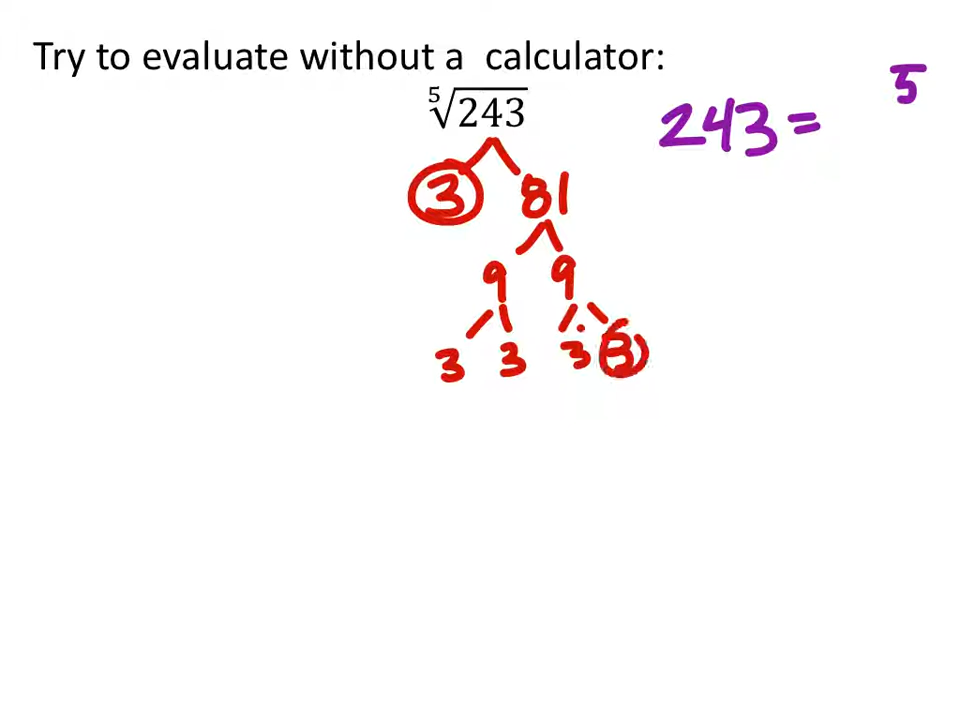 Try to evaluate without a calculator:
⁵√243
243 = 5
3 81
9 9
3 3 3 3